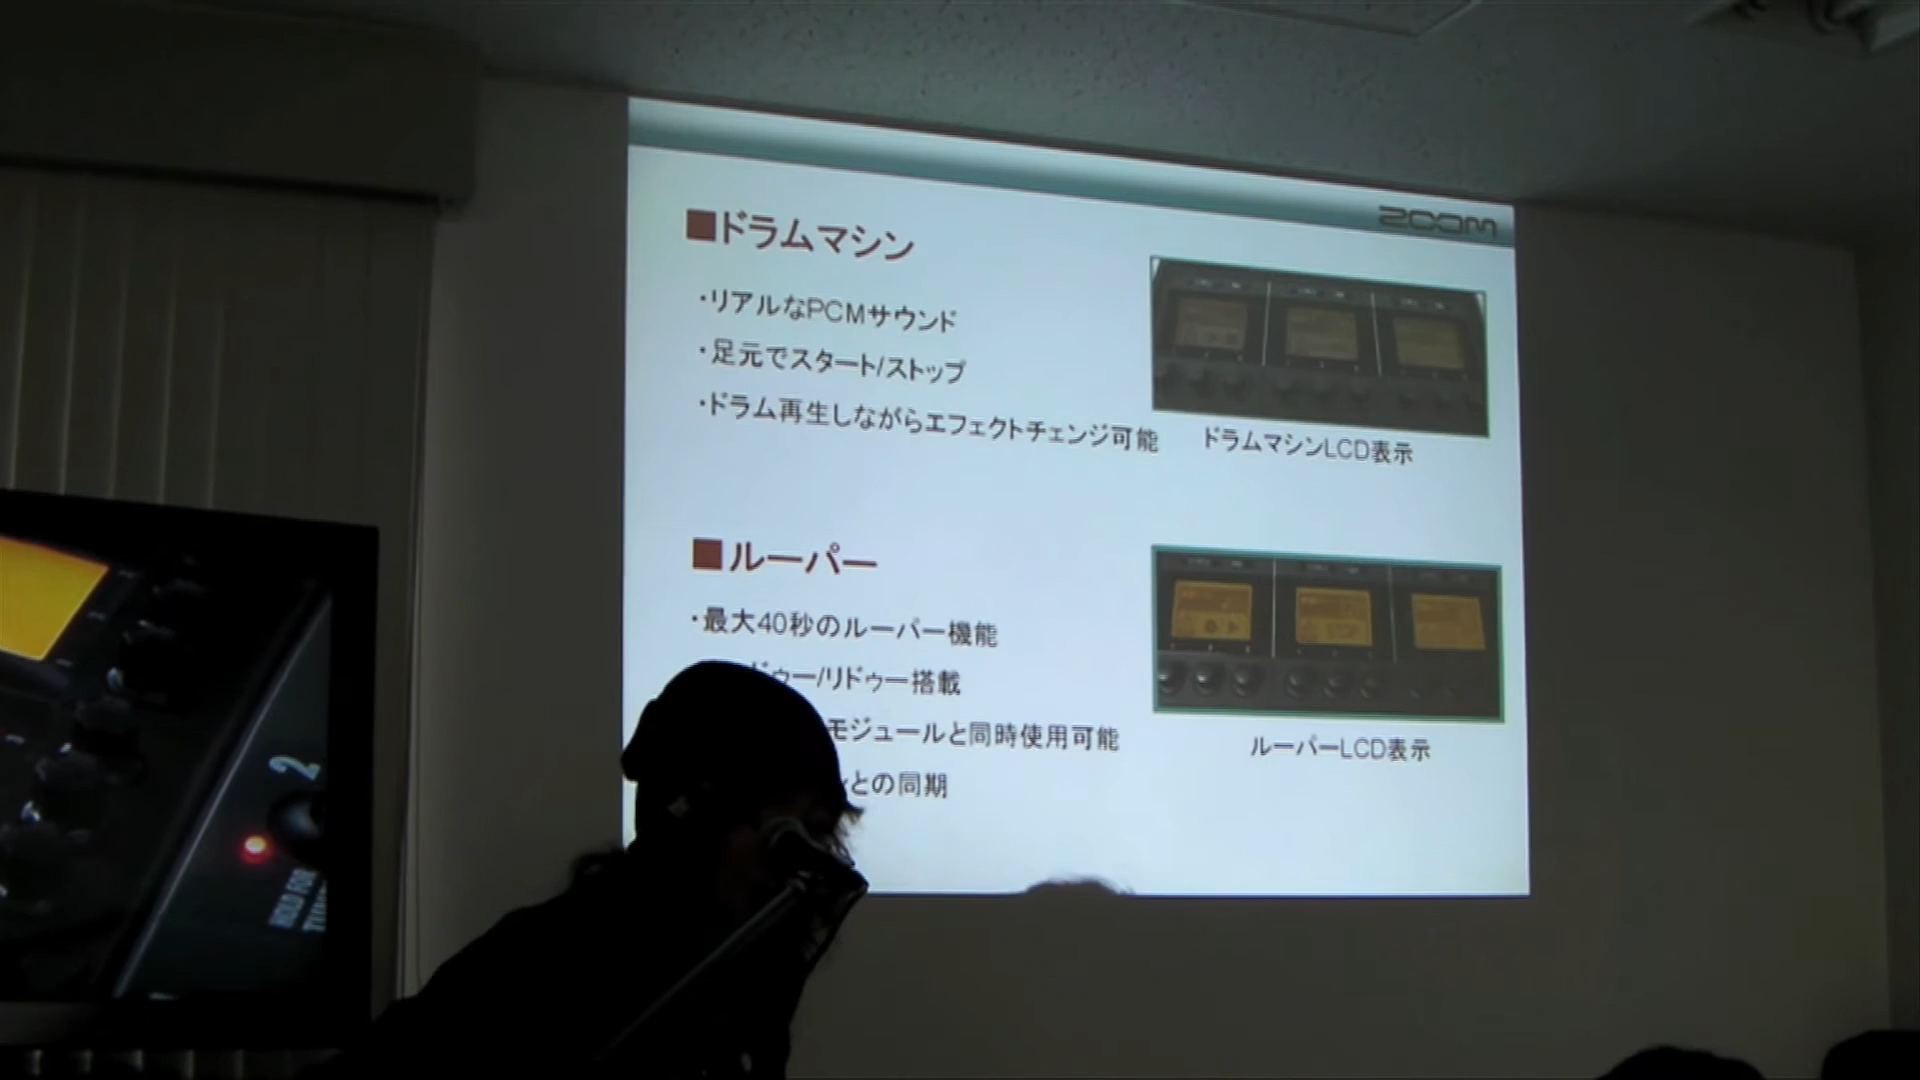 ZOOM
■ドラムマシン
・リアルなPCMサウンド
・足元でスタート/ストップ
・ドラム再生しながらエフェクトチェンジ可能
ドラムマシンLCD表示
■ルーパー
・最大40秒のルーパー機能
ドゥー/リドゥー搭載
モジュールと同時使用可能
との同期
ルーパーLCD表示
2
HOLD FOR